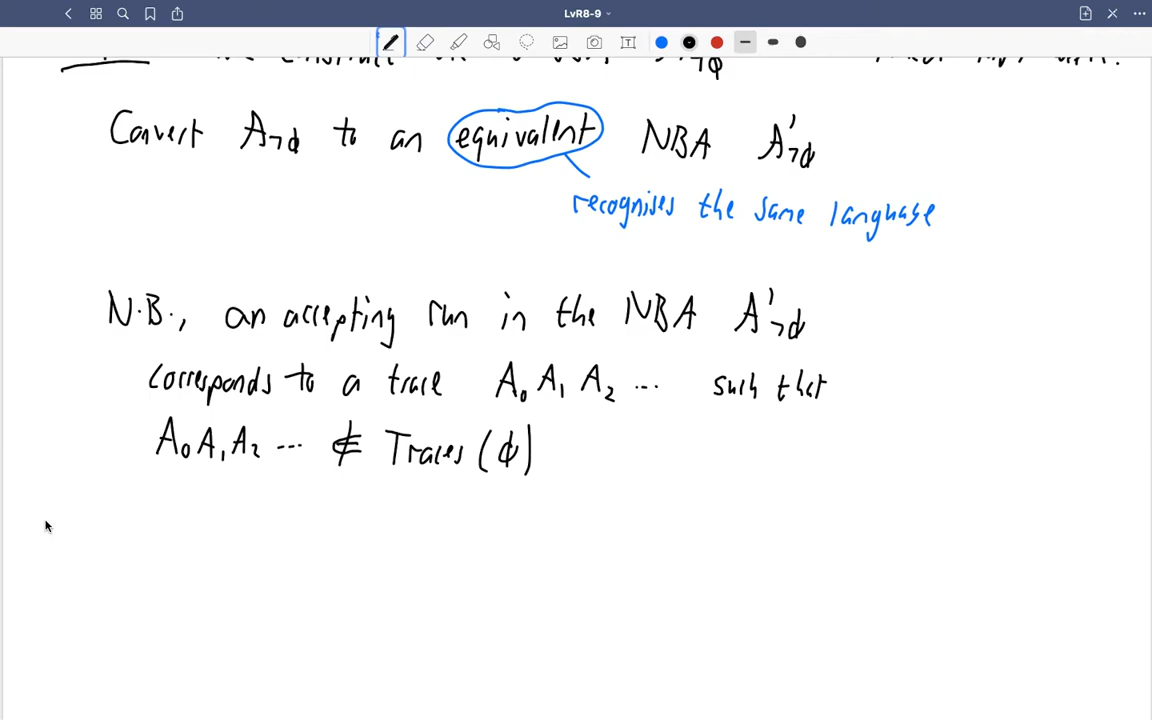 LvR8-9
Convert A¬ϕ to an equivalent NBA A'¬ϕ
recognises the same language
N.B., an accepting run in the NBA A'¬ϕ
corresponds to a trace A₀ A₁ A₂ ... such that
A₀ A₁ A₂ ... ∉ Traces (ϕ)